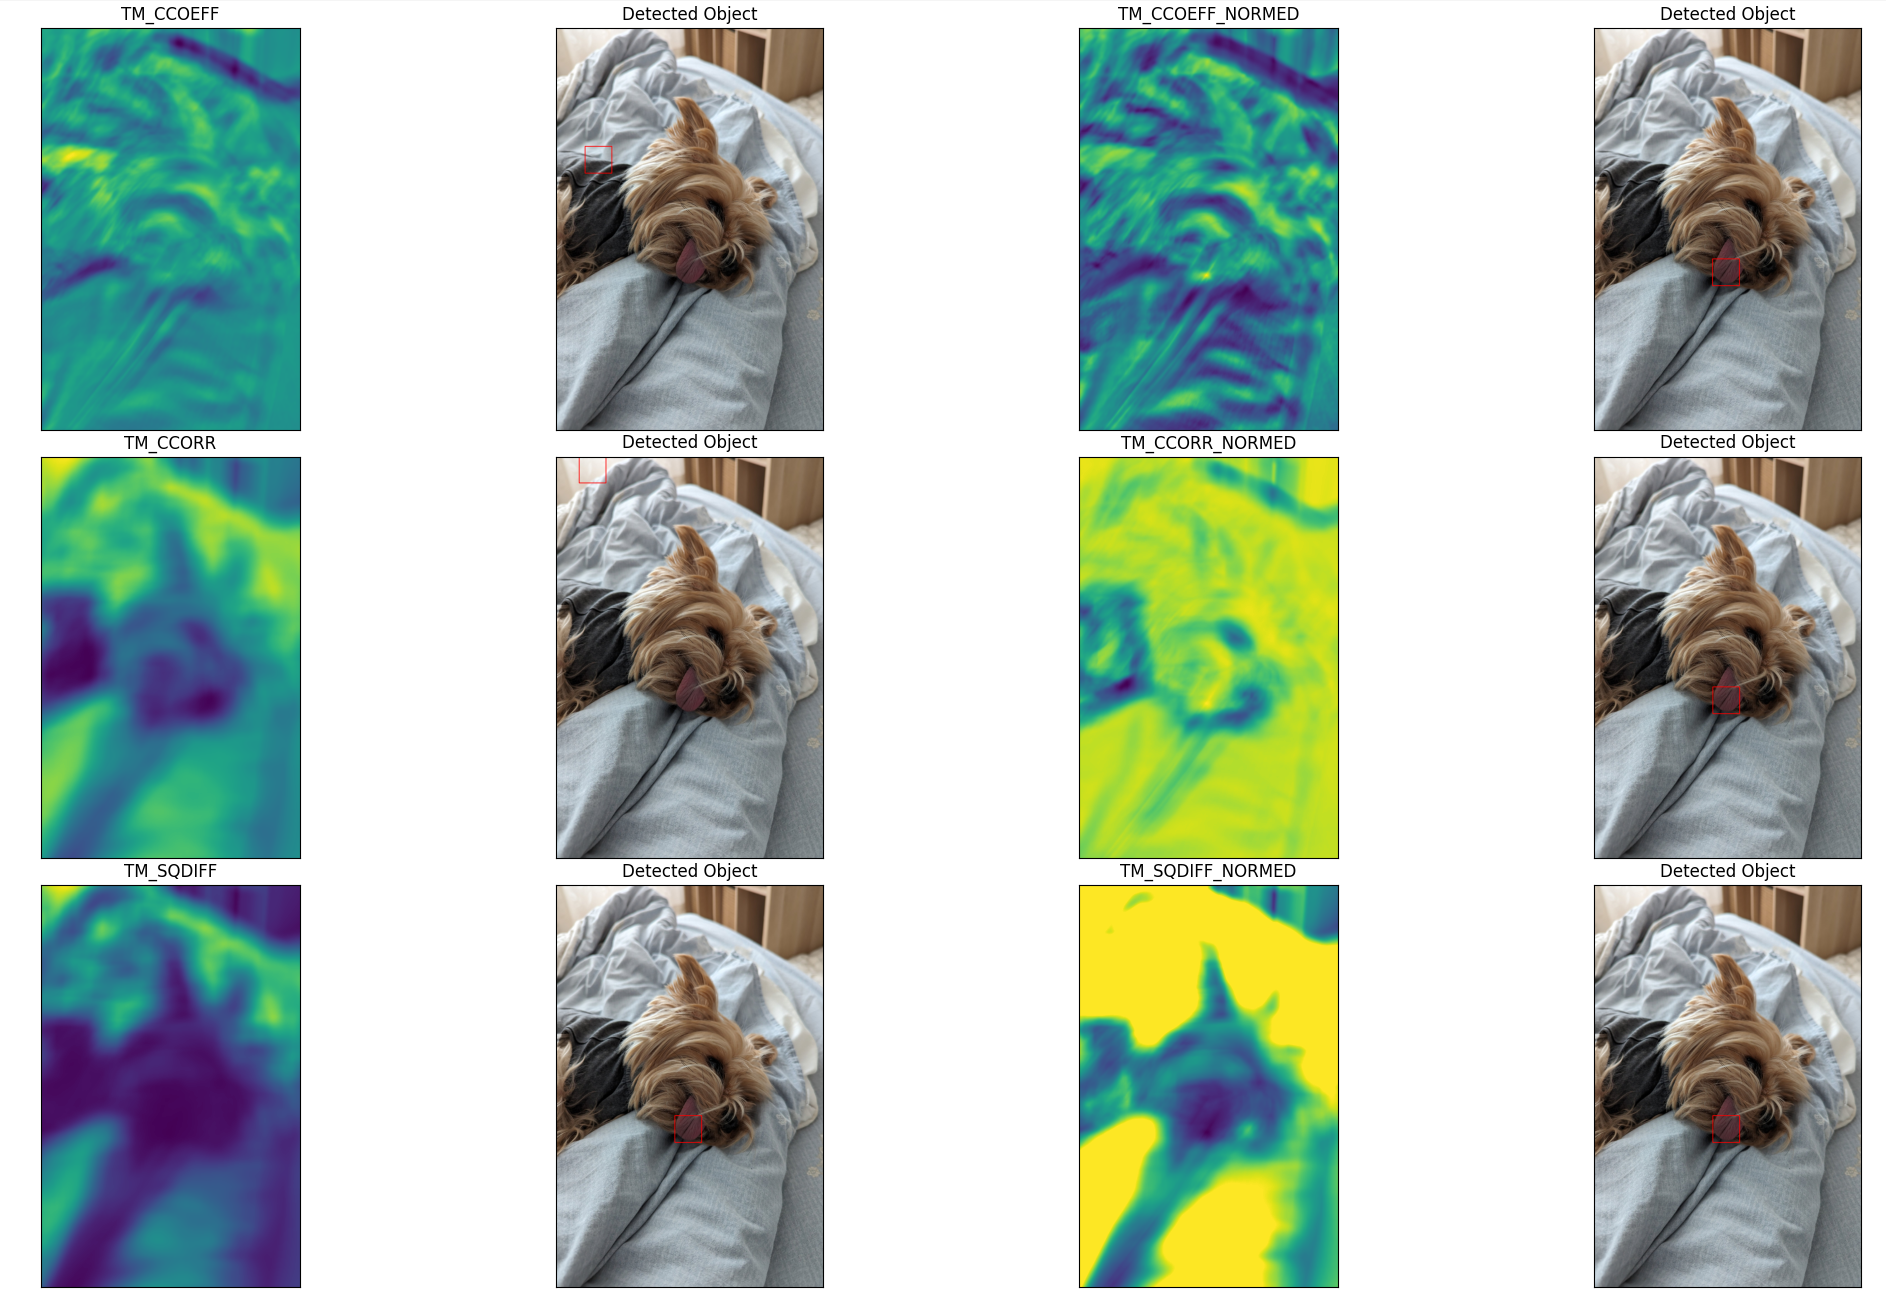 TM_CCOEFF
Detected Object
TM_CCOEFF_NORMED
Detected Object
TM_CCORR
Detected Object
TM_CCORR_NORMED
Detected Object
TM_SQDIFF
Detected Object
TM_SQDIFF_NORMED
Detected Object